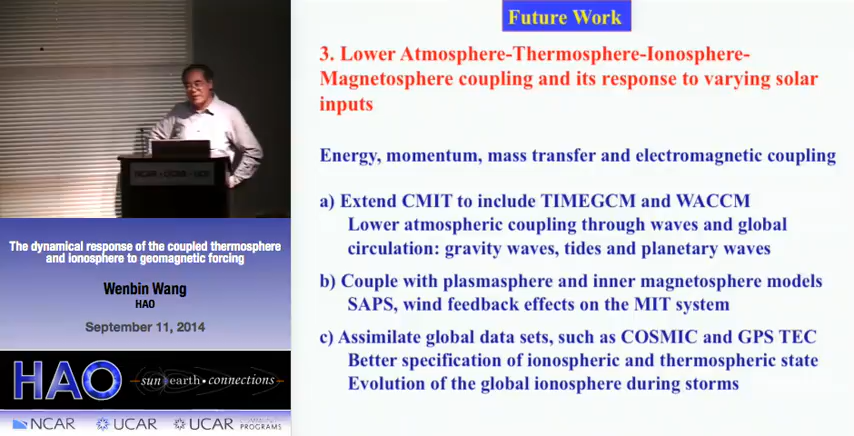 Future Work
3. Lower Atmosphere-Thermosphere-Ionosphere-
Magnetosphere coupling and its response to varying solar
inputs
Energy, momentum, mass transfer and electromagnetic coupling
a) Extend CMIT to include TIMEGCM and WACCM
Lower atmospheric coupling through waves and global
circulation: gravity waves, tides and planetary waves
b) Couple with plasmasphere and inner magnetosphere models
SAPS, wind feedback effects on the MIT system
c) Assimilate global data sets, such as COSMIC and GPS TEC
Better specification of ionospheric and thermospheric state
Evolution of the global ionosphere during storms
The dynamical response of the coupled thermosphere
and ionosphere to geomagnetic forcing
Wenbin Wang
HAO
September 11, 2014
HAO
sun earth • connections
NCAR
UCAR
UCAR
PROGRAMS